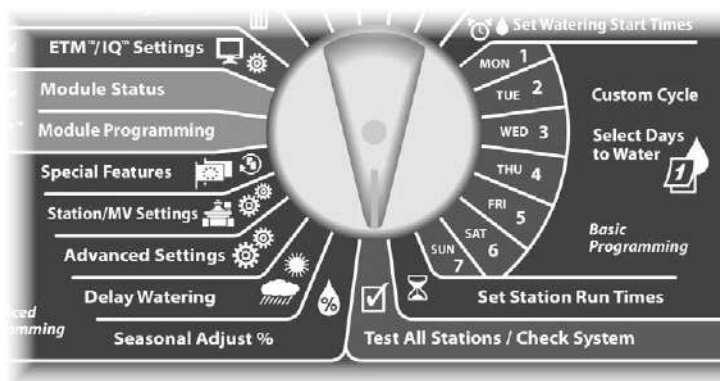 Set Watering Start Times
ETM™/IQ™ Settings
Module Status
Module Programming
Special Features
Station/MV Settings
Advanced Settings
Delay Watering
Seasonal Adjust %
%
Test All Stations / Check System
Set Station Run Times
MON 1
TUE 2
WED 3
THU 4
FRI 5
SAT 6
SUN 7
Custom Cycle
Select Days
to Water
1
Basic
Programming